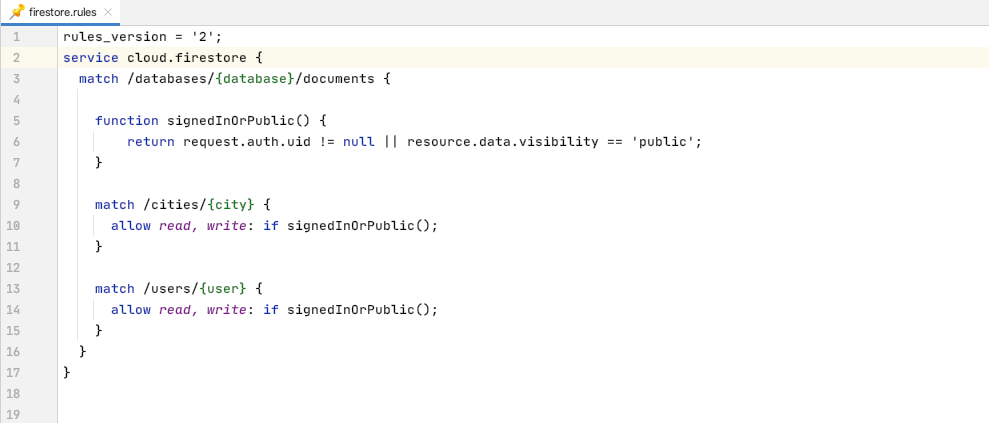 firestore.rules
1 rules_version = '2';
2 service cloud.firestore {
3 match /databases/{database}/documents {
4
5 function signedInOrPublic() {
6 return request.auth.uid != null || resource.data.visibility == 'public';
7 }
8
9 match /cities/{city} {
10 allow read, write: if signedInOrPublic();
11 }
12
13 match /users/{user} {
14 allow read, write: if signedInOrPublic();
15 }
16 }
17 }
18
19